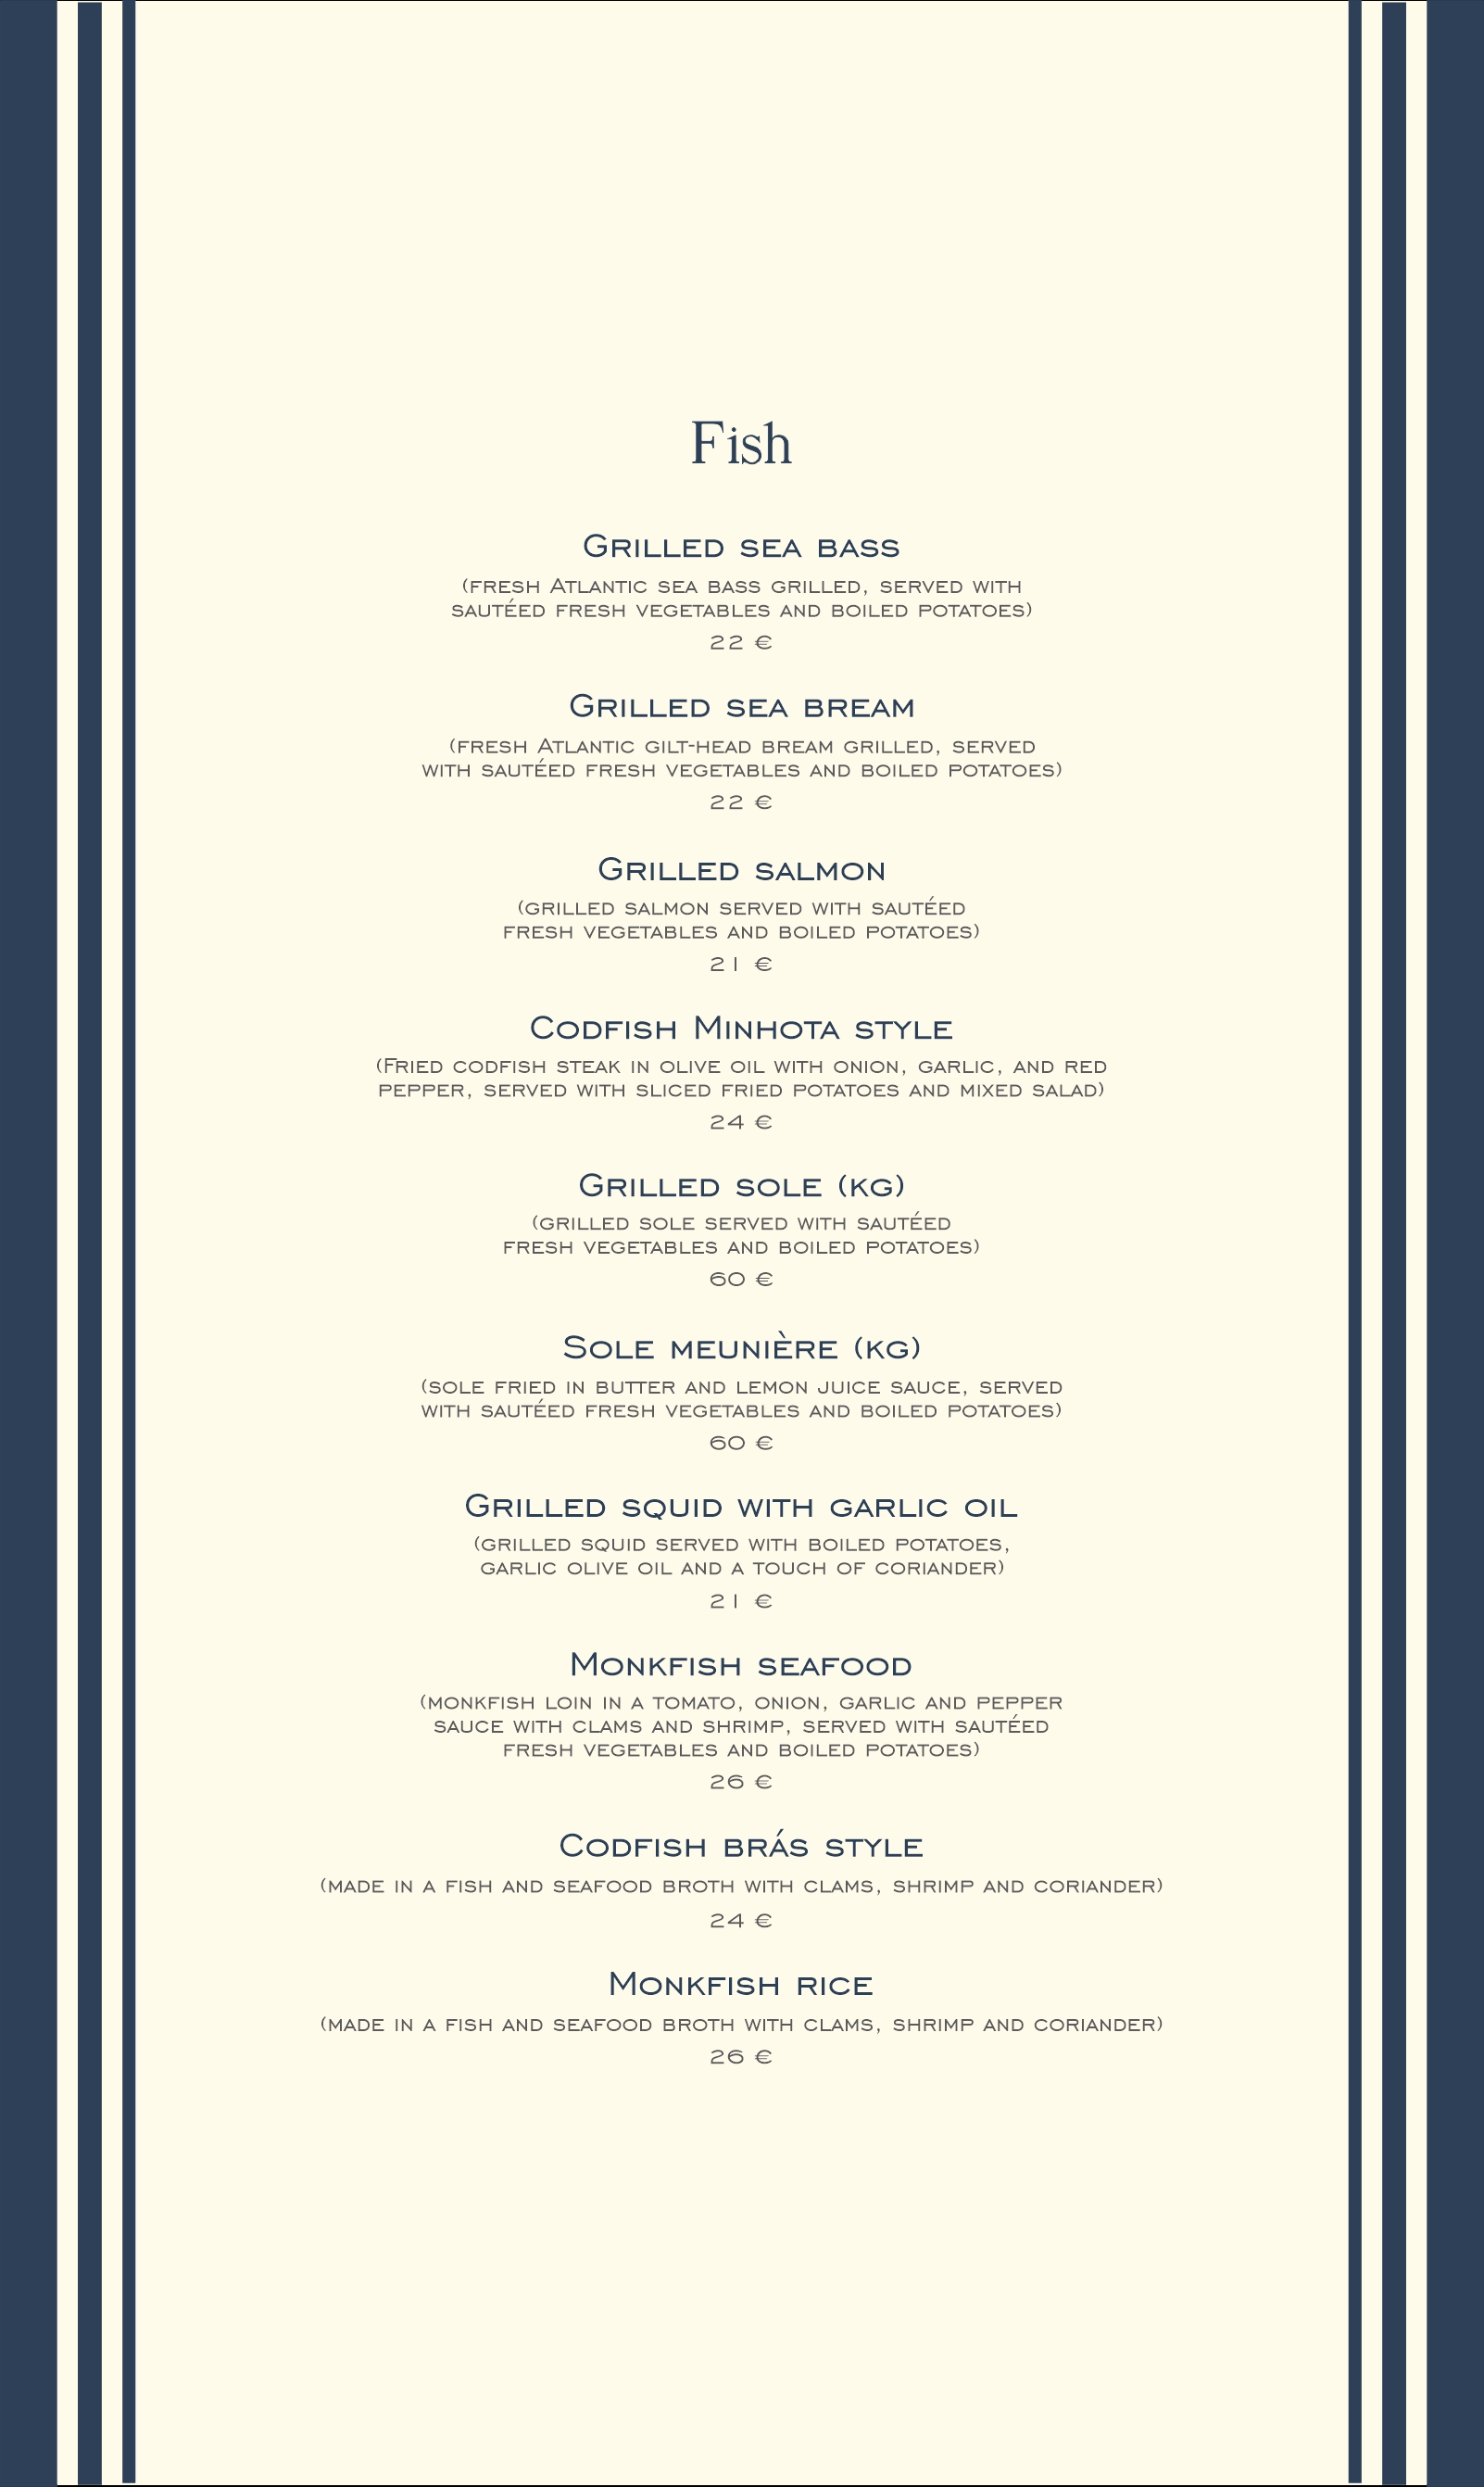 Fish
Grilled sea bass
(fresh Atlantic sea bass grilled, served with
sautéed fresh vegetables and boiled potatoes)
22 €
Grilled sea bream
(fresh Atlantic gilt-head bream grilled, served
with sautéed fresh vegetables and boiled potatoes)
22 €
Grilled salmon
(grilled salmon served with sautéed
fresh vegetables and boiled potatoes)
21 €
Codfish Minhota style
(Fried codfish steak in olive oil with onion, garlic, and red
pepper, served with sliced fried potatoes and mixed salad)
24 €
Grilled sole (kg)
(grilled sole served with sautéed
fresh vegetables and boiled potatoes)
60 €
Sole meunière (kg)
(sole fried in butter and lemon juice sauce, served
with sautéed fresh vegetables and boiled potatoes)
60 €
Grilled squid with garlic oil
(grilled squid served with boiled potatoes,
garlic olive oil and a touch of coriander)
21 €
Monkfish seafood
(monkfish loin in a tomato, onion, garlic and pepper
sauce with clams and shrimp, served with sautéed
fresh vegetables and boiled potatoes)
26 €
Codfish brás style
(made in a fish and seafood broth with clams, shrimp and coriander)
24 €
Monkfish rice
(made in a fish and seafood broth with clams, shrimp and coriander)
26 €